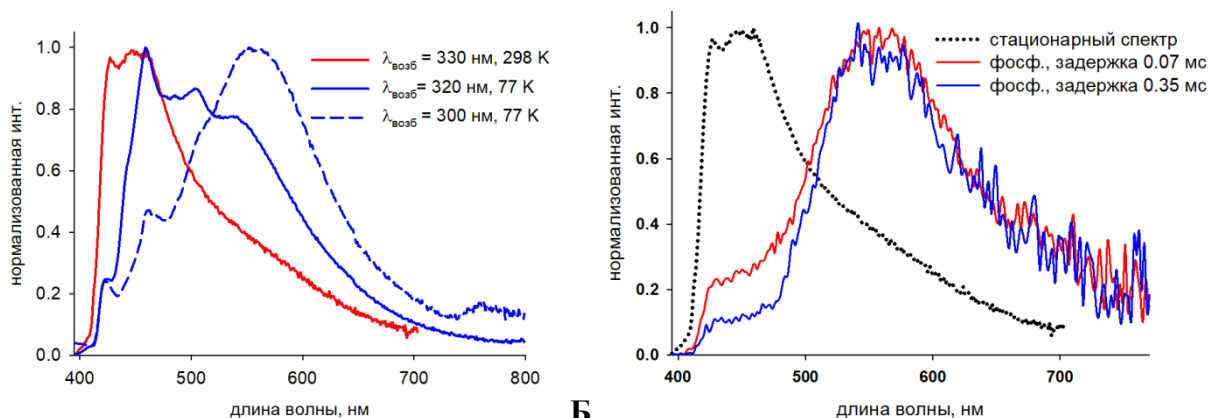 λвозб = 330 нм, 298 K
λвозб = 320 нм, 77 K
λвозб = 300 нм, 77 K
нормализованная инт.
1.0
0.8
0.6
0.4
0.2
0.0
400 500 600 700 800
длина волны, нм
Б
стационарный спектр
фосф., задержка 0.07 мс
фосф., задержка 0.35 мс
нормализованная инт.
1.0
0.8
0.6
0.4
0.2
0.0
400 500 600 700
длина волны, нм